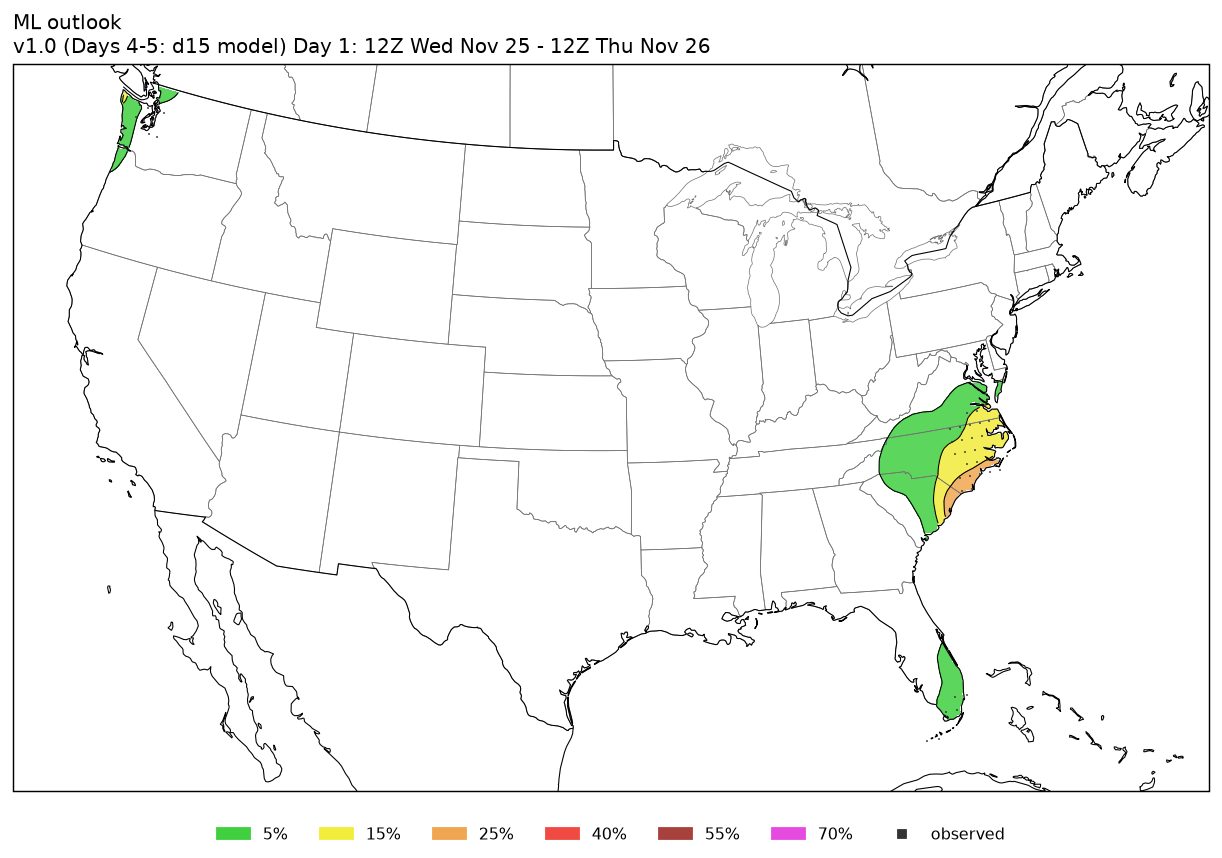 ML outlook
v1.0 (Days 4-5: d15 model) Day 1: 12Z Wed Nov 25 - 12Z Thu Nov 26
5% 15% 25% 40% 55% 70% observed